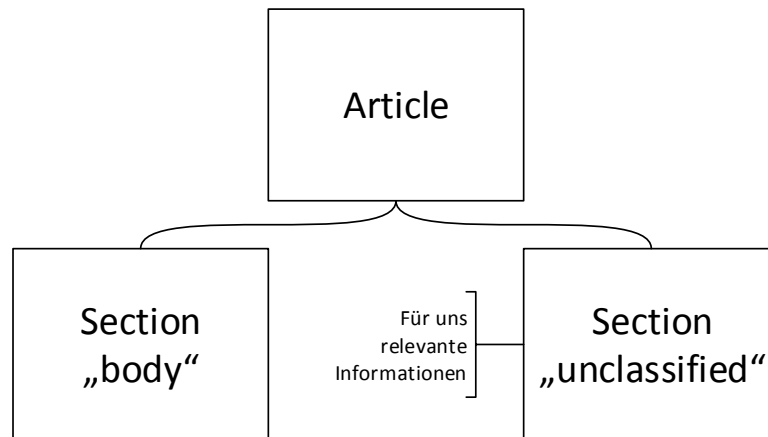 Article
Section
„body“
Für uns
relevante
Informationen
Section
„unclassified“